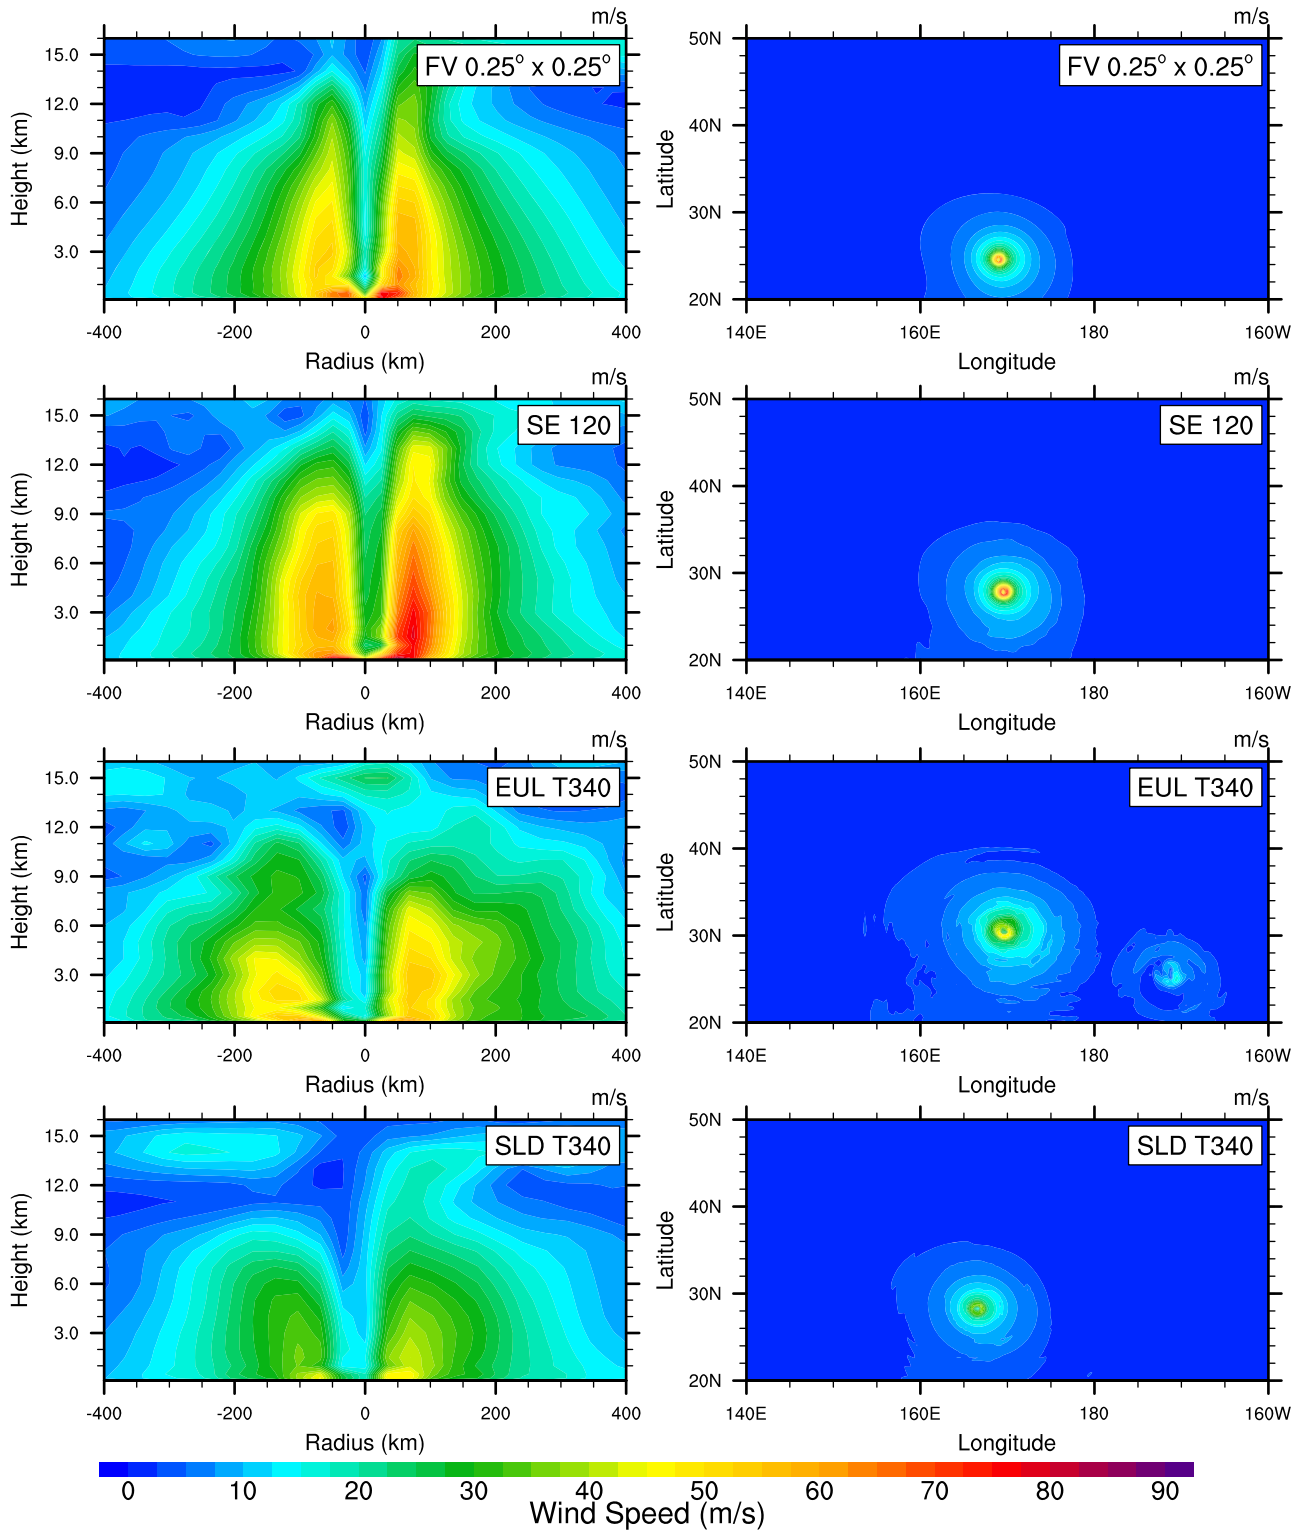 m/s
m/s
FV 0.25° x 0.25°
15.0
12.0
9.0
6.0
3.0
Height (km)
-400
-200
0
200
400
Radius (km)
FV 0.25° x 0.25°
50N
40N
30N
20N
Latitude
140E
160E
180
160W
Longitude
m/s
m/s
SE 120
15.0
12.0
9.0
6.0
3.0
Height (km)
-400
-200
0
200
400
Radius (km)
SE 120
50N
40N
30N
20N
Latitude
140E
160E
180
160W
Longitude
m/s
m/s
EUL T340
15.0
12.0
9.0
6.0
3.0
Height (km)
-400
-200
0
200
400
Radius (km)
EUL T340
50N
40N
30N
20N
Latitude
140E
160E
180
160W
Longitude
m/s
m/s
SLD T340
15.0
12.0
9.0
6.0
3.0
Height (km)
-400
-200
0
200
400
Radius (km)
SLD T340
50N
40N
30N
20N
Latitude
140E
160E
180
160W
Longitude
0 10 20 30 40 50 60 70 80 90
Wind Speed (m/s)